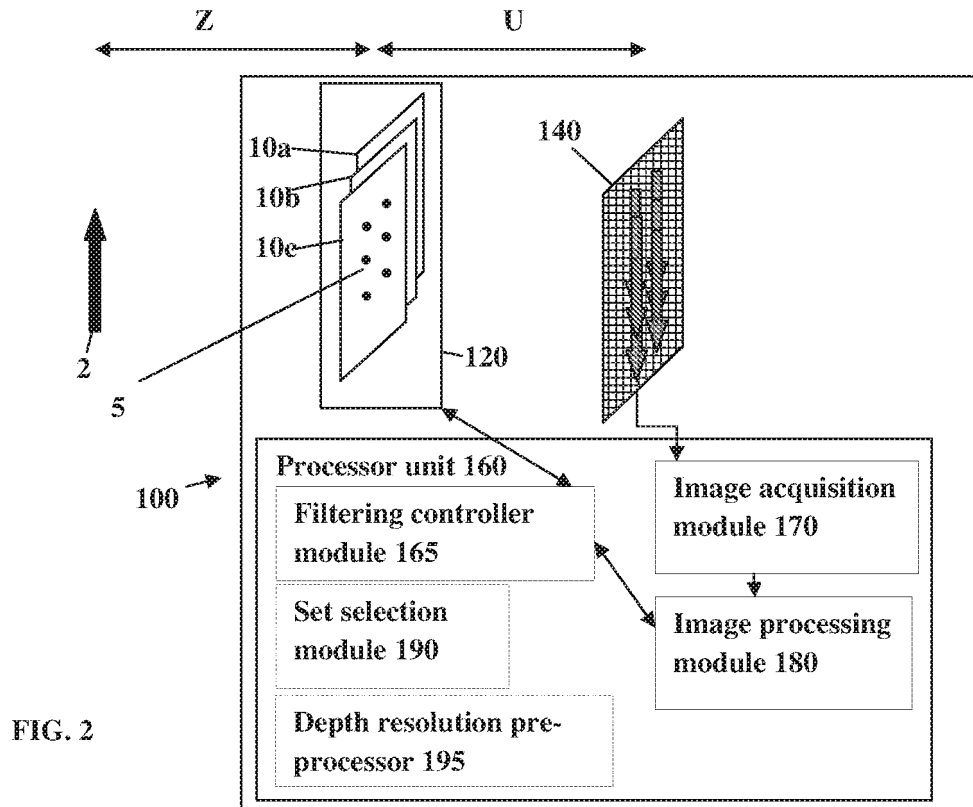 Z
U
10a
10b
10c
140
2
5
120
100
Processor unit 160
Filtering controller
module 165
Image acquisition
module 170
Set selection
module 190
Image processing
module 180
Depth resolution pre-
processor 195
FIG. 2